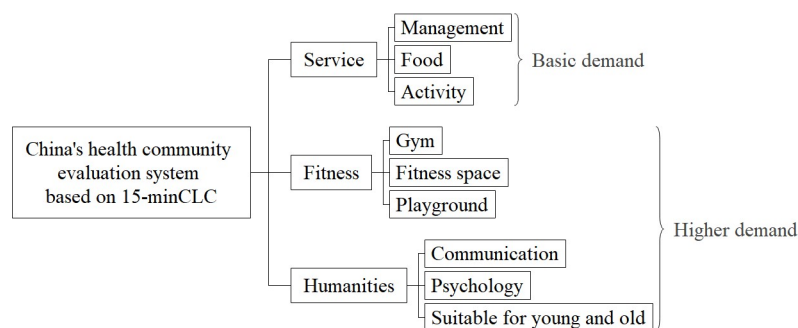 Management
Service
Food
Basic demand
Activity
China's health community
evaluation system
based on 15-minCLC
Gym
Fitness
Fitness space
Playground
Higher demand
Communication
Humanities
Psychology
Suitable for young and old